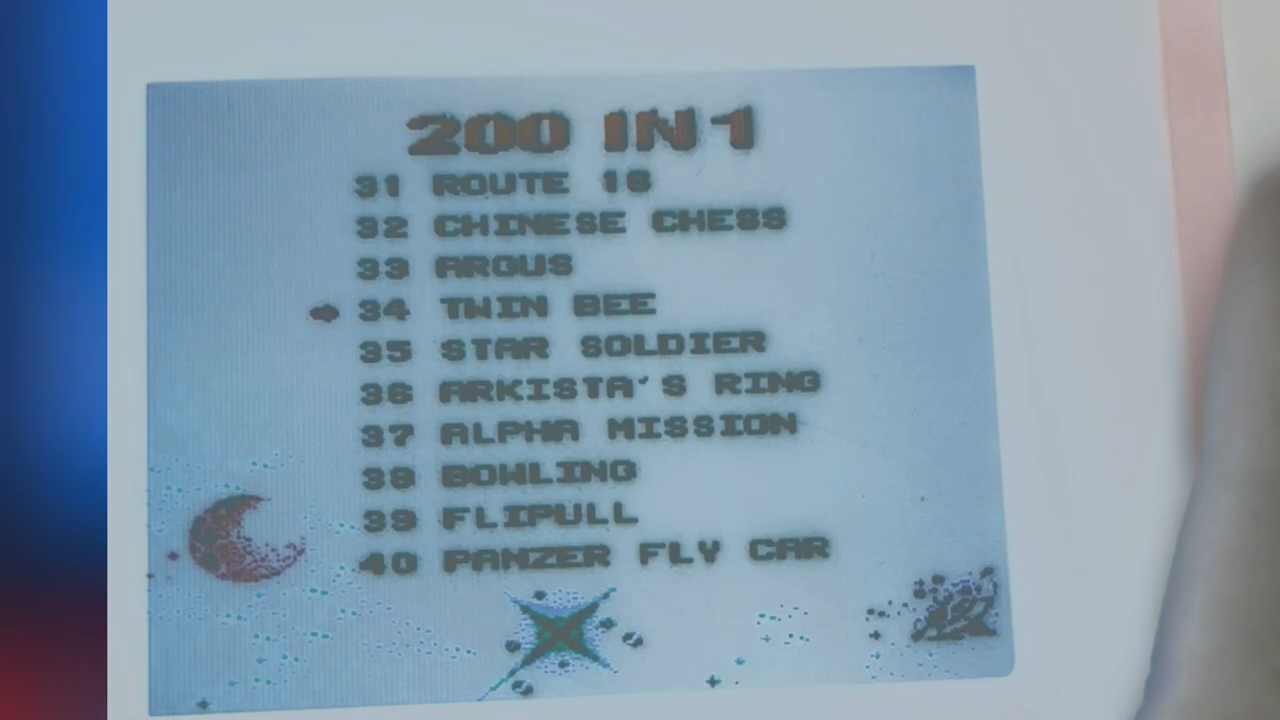 200 IN 1
31 ROUTE 16
32 CHINESE CHESS
33 ARGUS
34 TWIN BEE
35 STAR SOLDIER
36 ARKISTA'S RING
37 ALPHA MISSION
38 BOWLING
39 FLIPULL
40 PANZER FLY CAR